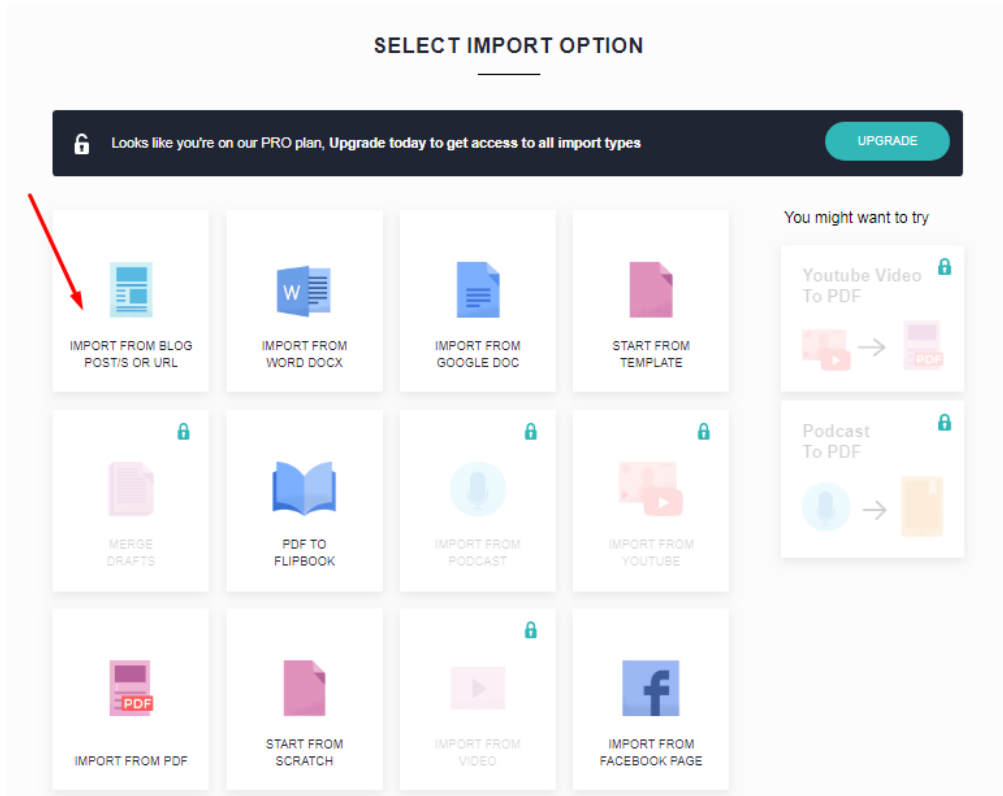 SELECT IMPORT OPTION
Looks like you're on our PRO plan, Upgrade today to get access to all import types
UPGRADE
IMPORT FROM BLOG
POST/S OR URL
W
IMPORT FROM
WORD DOCX
IMPORT FROM
GOOGLE DOC
START FROM
TEMPLATE
You might want to try
Youtube Video
To PDF
PDF
Podcast
To PDF
MERGE
DRAFTS
PDF TO
FLIPBOOK
IMPORT FROM
PODCAST
IMPORT FROM
YOUTUBE
PDF
IMPORT FROM PDF
START FROM
SCRATCH
IMPORT FROM
VIDEO
f
IMPORT FROM
FACEBOOK PAGE